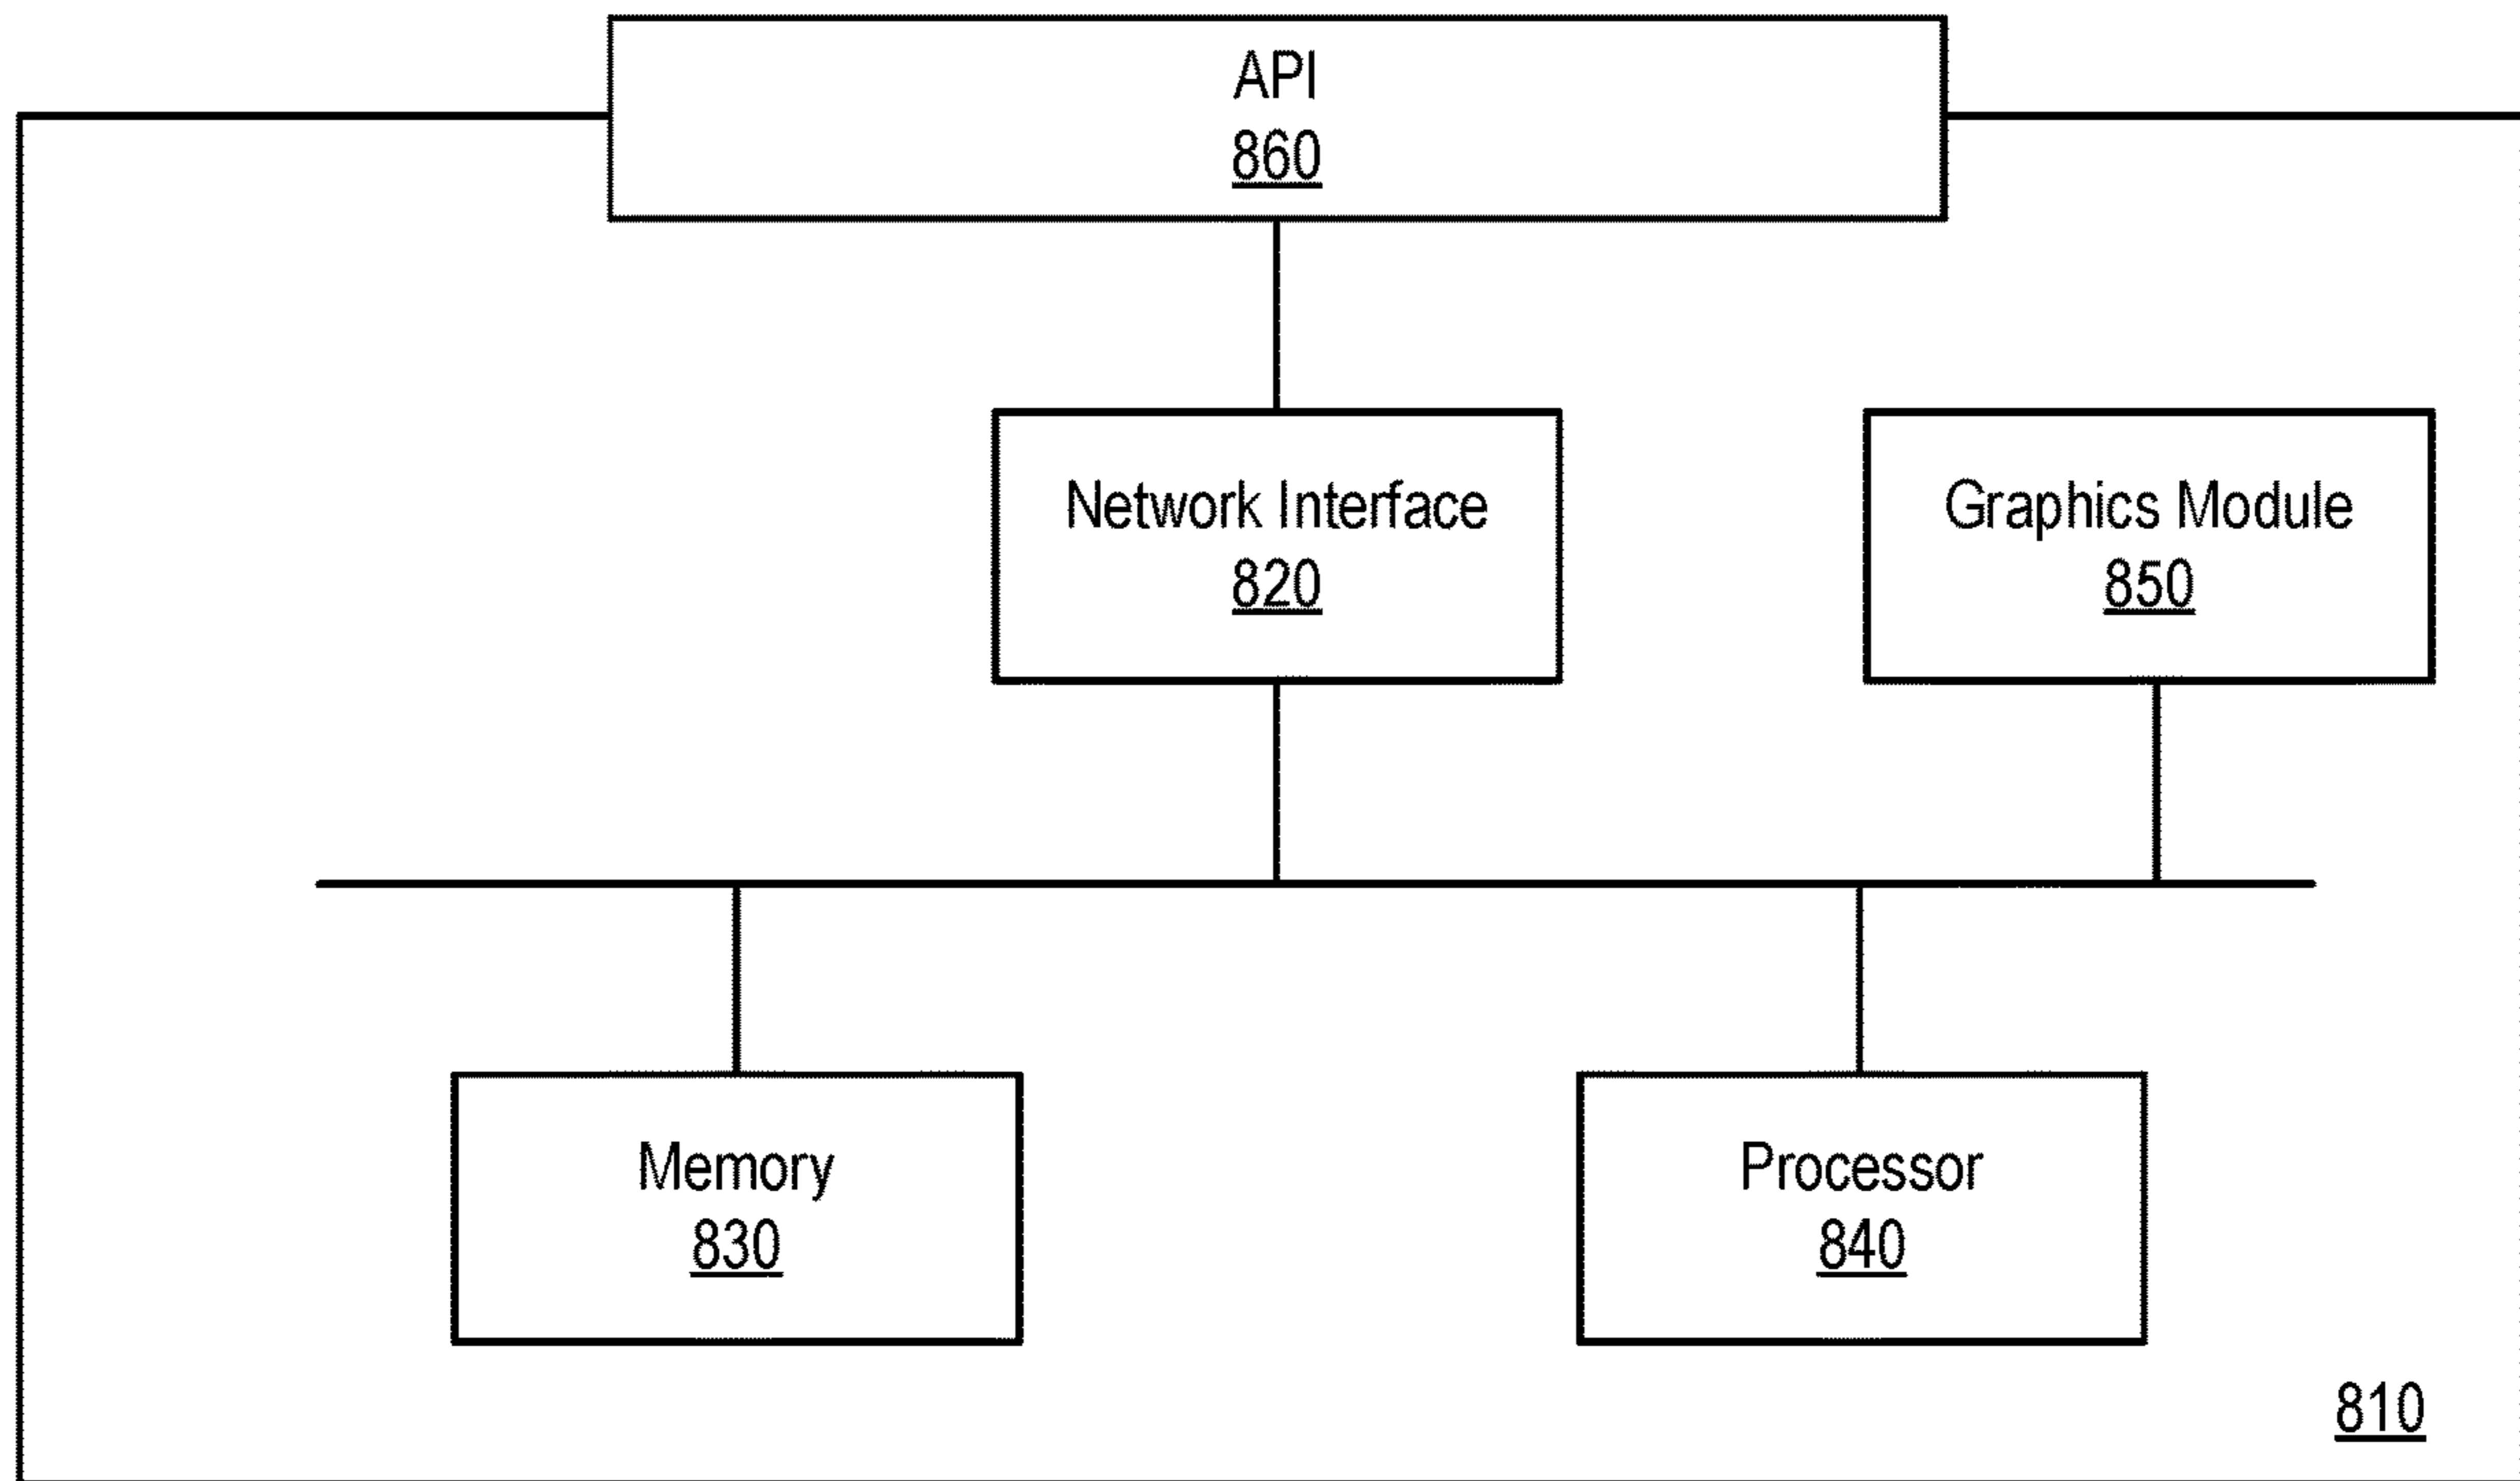 API
860
Network Interface
820
Graphics Module
850
Memory
830
Processor
840
810